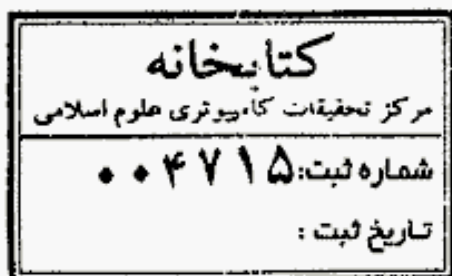 کتابخانه
مرکز تحقیقات کامپیوتری علوم اسلامی
شماره ثبت: ۰۰۴۷۱۵
تاریخ ثبت :